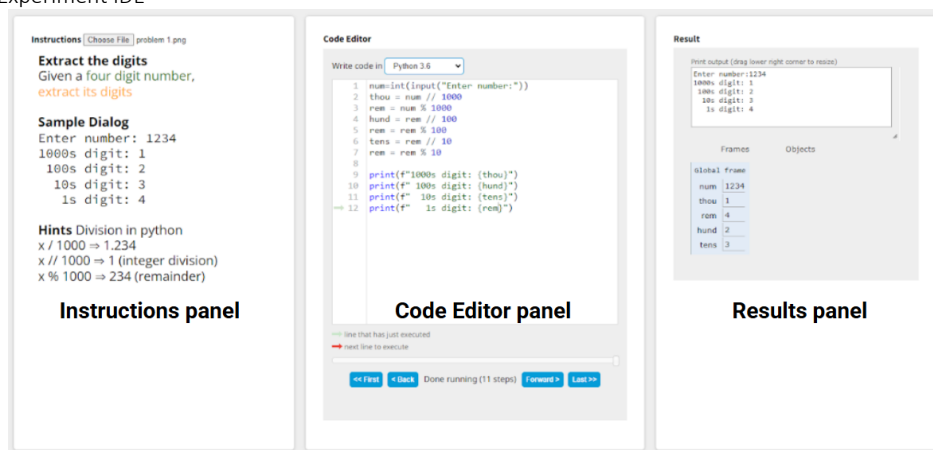 Experiment IDE
Instructions Choose File problem 1 png
Extract the digits
Given a four digit number,
extract its digits
Sample Dialog
Enter number: 1234
1000s digit: 1
100s digit: 2
10s digit: 3
1s digit: 4
Hints Division in python
x / 1000 ⇒ 1.234
x // 1000 ⇒ 1 (integer division)
x % 1000 ⇒ 234 (remainder)
Instructions panel
Code Editor
Write code in Python 3.6
1 num=int(input("Enter number:"))
2 thou = num // 1000
3 rem = num % 1000
4 hund = rem // 100
5 rem = rem % 100
6 tens = rem // 10
7 rem = rem % 10
8
9 print(f"1000s digit: {thou}")
10 print(f" 100s digit: {hund}")
11 print(f"  10s digit: {tens}")
12 print(f"   1s digit: {rem}")
Code Editor panel
line that has just executed
next line to execute
<< First < Back Done running (11 steps) Forward > Last >>
Result
Print output (drag lower right corner to resize)
Enter number:1234
1000s digit: 1
100s digit: 2
10s digit: 3
1s digit: 4
Frames Objects
Global frame
num 1234
thou 1
rem 4
hund 2
tens 3
Results panel